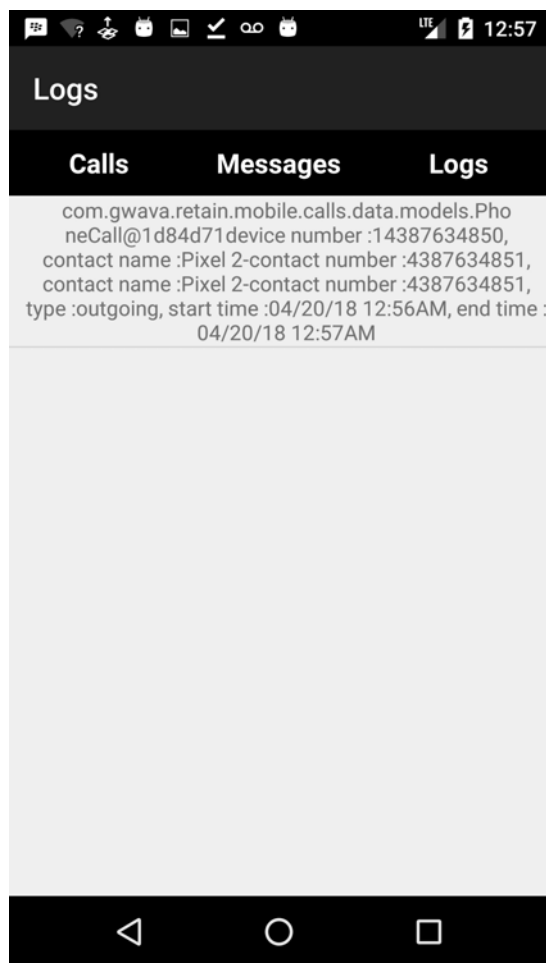 LTE 12:57
Logs
Calls Messages Logs
com.gwava.retain.mobile.calls.data.models.Pho
neCall@1d84d71device number :14387634850,
contact name :Pixel 2-contact number :4387634851,
contact name :Pixel 2-contact number :4387634851,
type :outgoing, start time :04/20/18 12:56AM, end time :
04/20/18 12:57AM